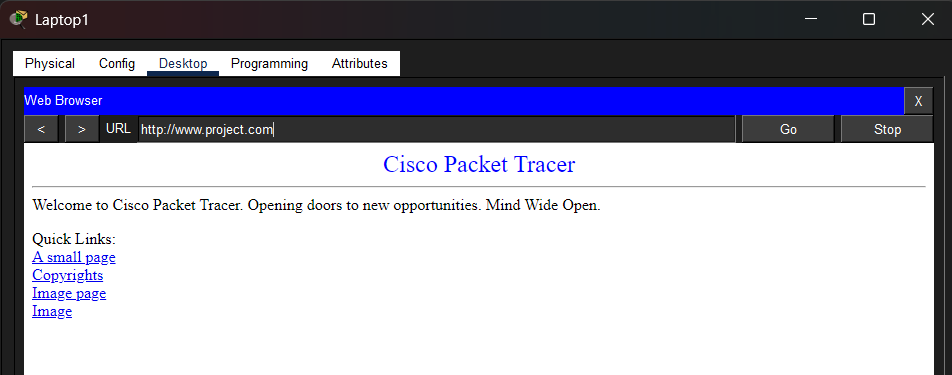 Laptop1
Physical Config Desktop Programming Attributes
Web Browser X
< > URL http://www.project.com Go Stop
Cisco Packet Tracer
Welcome to Cisco Packet Tracer. Opening doors to new opportunities. Mind Wide Open.
Quick Links:
A small page
Copyrights
Image page
Image